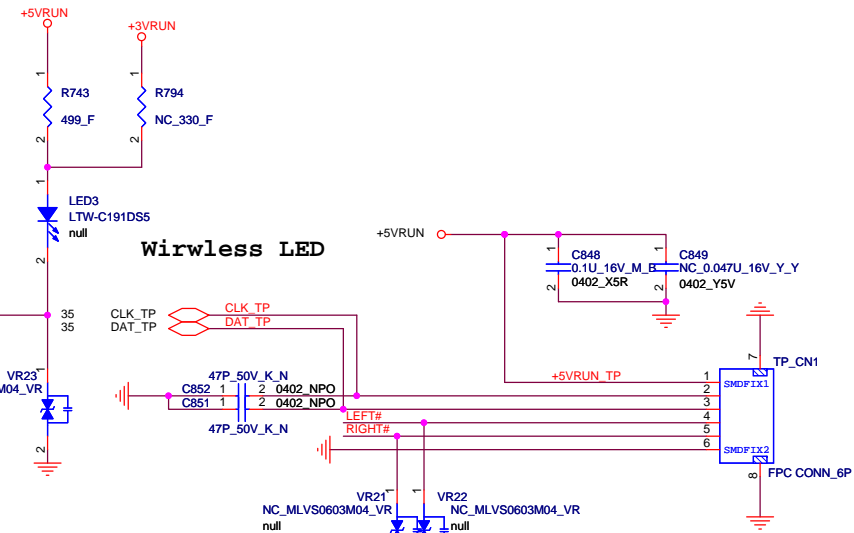 +5VRUN
+3VRUN
1
1
R743
R794
499_F
NC_330_F
2
2
1
LED3
LTW-C191DS5
null
2
Wirwless LED
+5VRUN
1
C848
0.1U_16V_M_B
0402_X5R
2
1
C849
NC_0.047U_16V_Y_Y
0402_Y5V
2
35
CLK_TP
CLK_TP
35
DAT_TP
DAT_TP
7
TP_CN1
VR23
1
M04_VR
2
47P_50V_K_N
C852 1 2 0402_NPO
C851 1 2 0402_NPO
47P_50V_K_N
+5VRUN_TP
1
2
3
4
5
6
SMDFIX1
SMDFIX2
LEFT#
RIGHT#
8
FPC CONN_6P
1
VR21
NC_MLVS0603M04_VR
null
1
VR22
NC_MLVS0603M04_VR
null